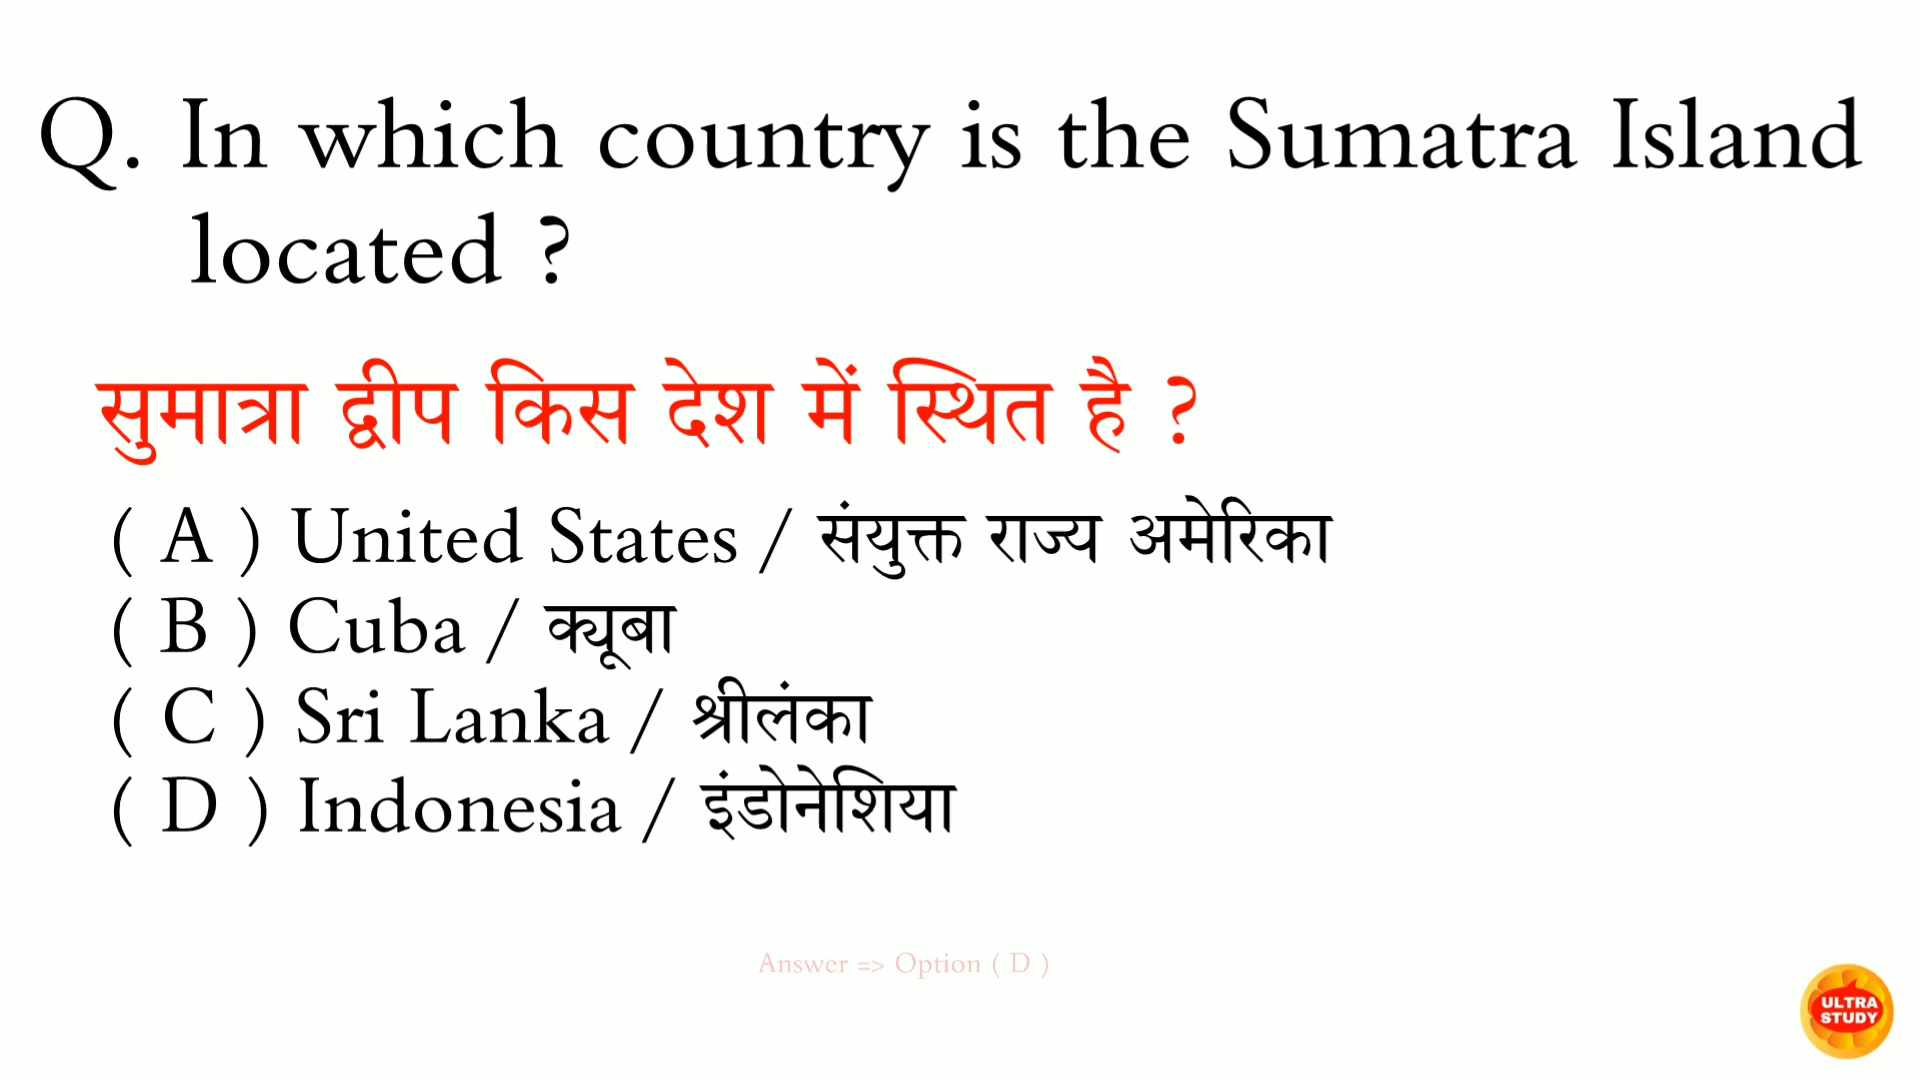 Q. In which country is the Sumatra Island
located ?
सुमात्रा द्वीप किस देश में स्थित है ?
( A ) United States / संयुक्त राज्य अमेरिका
( B ) Cuba / क्यूबा
( C ) Sri Lanka / श्रीलंका
( D ) Indonesia / इंडोनेशिया
Answer => Option ( D )
ULTRA
STUDY